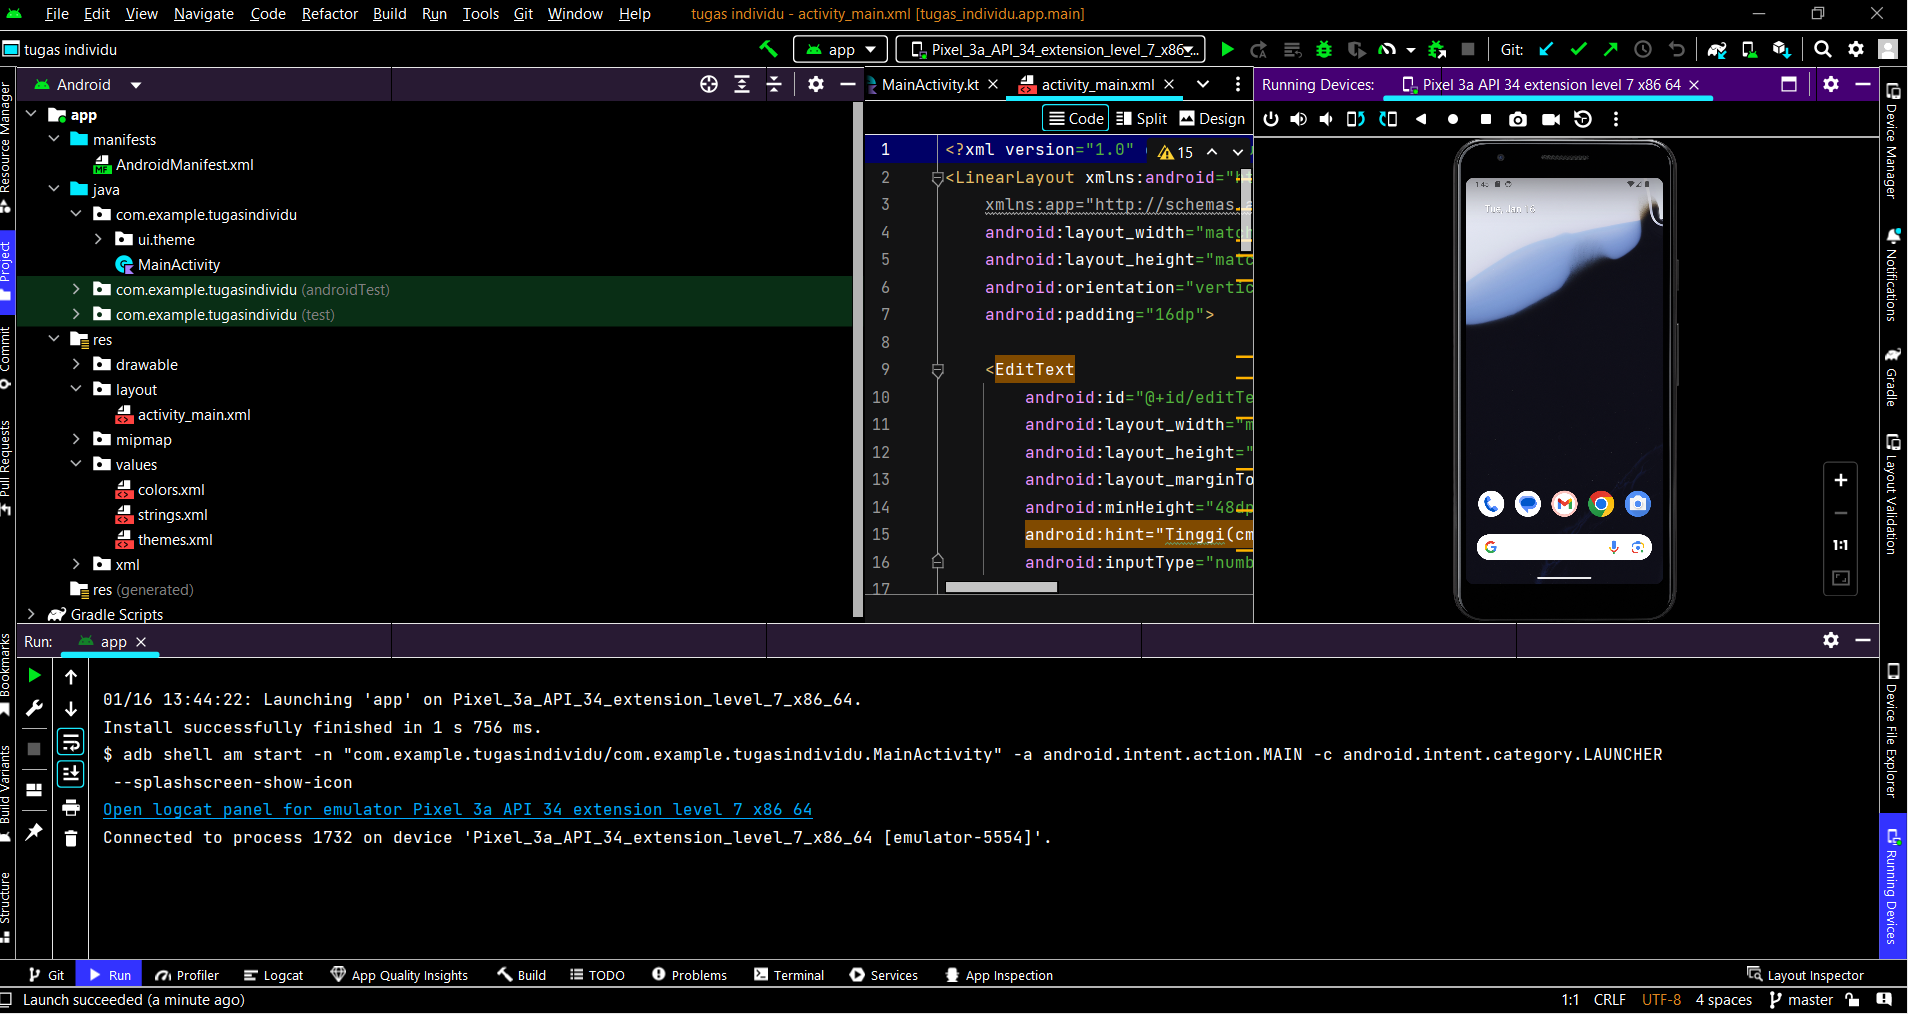 File Edit View Navigate Code Refactor Build Run Tools Git Window Help tugas individu - activity_main.xml [tugas_individu.app.main]
tugas individu app Pixel_3a_API_34_extension_level_7_x86_... Git:
Android MainActivity.kt activity_main.xml Running Devices: Pixel 3a API 34 extension level 7 x86 64
Code Split Design
Resource Manager
Project
Commit
Pull Requests
Bookmarks
Build Variants
Structure
app
manifests
AndroidManifest.xml
java
com.example.tugasindividu
ui.theme
MainActivity
com.example.tugasindividu (androidTest)
com.example.tugasindividu (test)
res
drawable
layout
activity_main.xml
mipmap
values
colors.xml
strings.xml
themes.xml
xml
res (generated)
Gradle Scripts
1 <?xml version="1.0" 15
2 <LinearLayout xmlns:android="
3 xmlns:app="http://schemas.
4 android:layout_width="matc
5 android:layout_height="matc
6 android:orientation="vertic
7 android:padding="16dp">
8
9 <EditText
10 android:id="@+id/editTe
11 android:layout_width="m
12 android:layout_height="
13 android:layout_marginTo
14 android:minHeight="48dp
15 android:hint="Tinggi(cm
16 android:inputType="numb
17
Tue, Jan 16
1:1
Device Manager
Notifications
Gradle
Layout Validation
Device File Explorer
Running Devices
Run: app
01/16 13:44:22: Launching 'app' on Pixel_3a_API_34_extension_level_7_x86_64.
Install successfully finished in 1 s 756 ms.
$ adb shell am start -n "com.example.tugasindividu/com.example.tugasindividu.MainActivity" -a android.intent.action.MAIN -c android.intent.category.LAUNCHER
--splashscreen-show-icon
Open logcat panel for emulator Pixel 3a API 34 extension level 7 x86 64
Connected to process 1732 on device 'Pixel_3a_API_34_extension_level_7_x86_64 [emulator-5554]'.
Git Run Profiler Logcat App Quality Insights Build TODO Problems Terminal Services App Inspection Layout Inspector
Launch succeeded (a minute ago) 1:1 CRLF UTF-8 4 spaces master